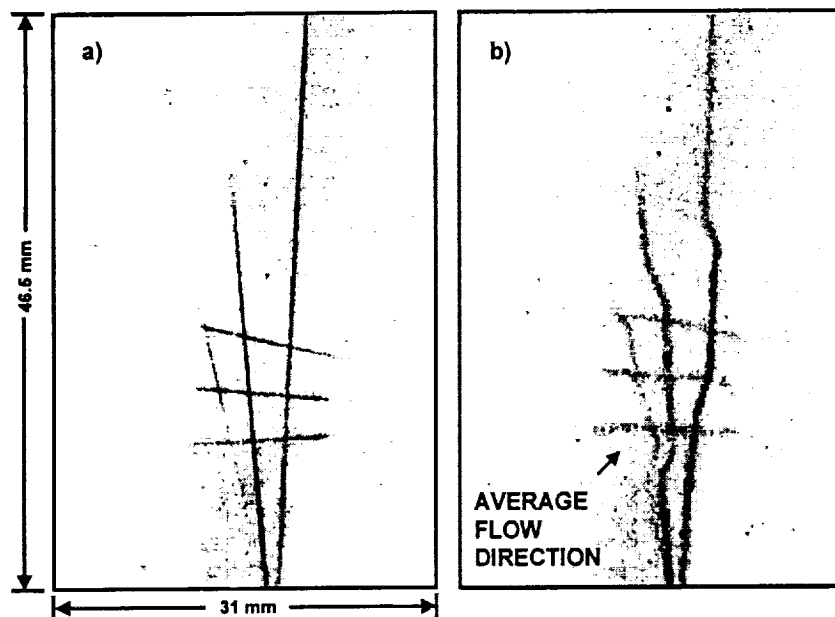 a)
b)
46.5 mm
AVERAGE
FLOW
DIRECTION
31 mm